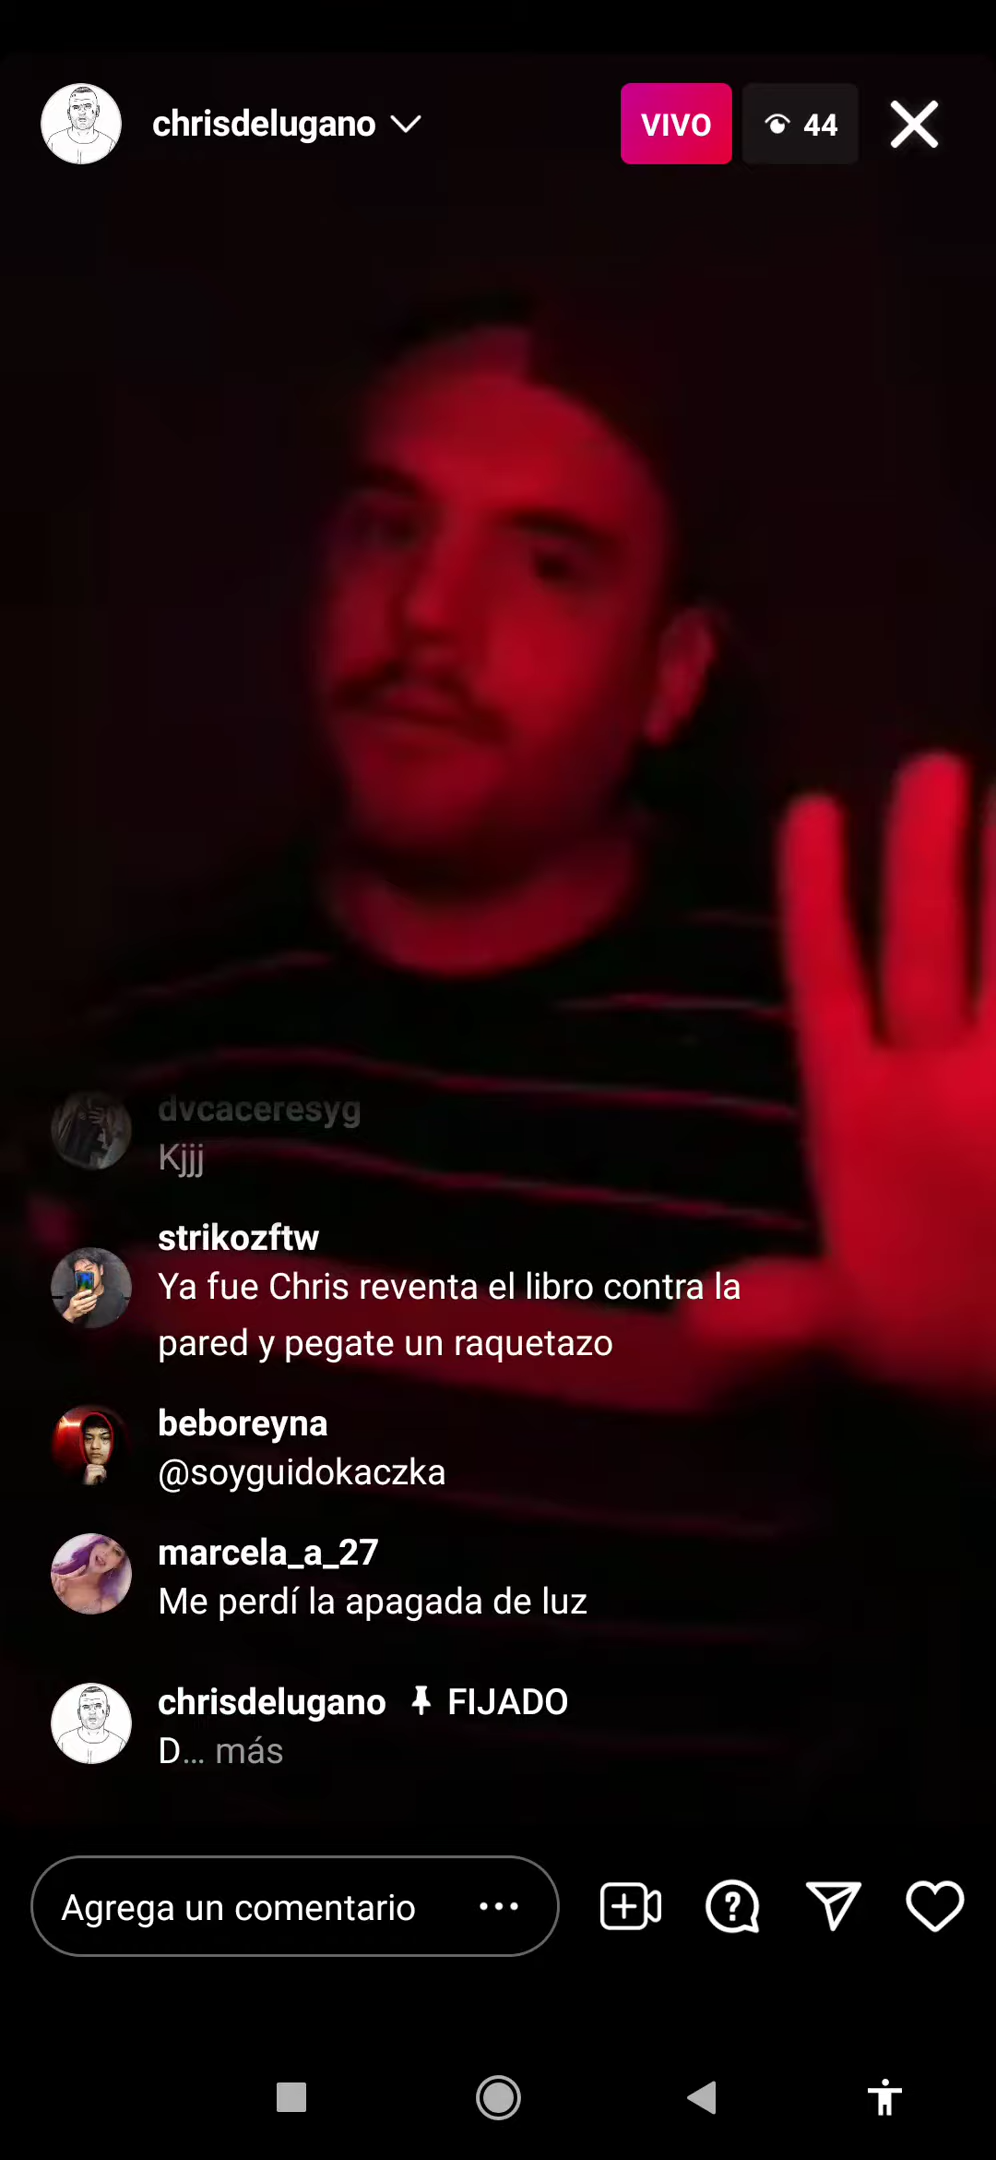 chrisdelugano
VIVO
44
dvcaceresyg
Kjjj
strikozftw
Ya fue Chris reventa el libro contra la
pared y pegate un raquetazo
beboreyna
@soyguidokaczka
marcela_a_27
Me perdí la apagada de luz
chrisdelugano FIJADO
D... más
Agrega un comentario